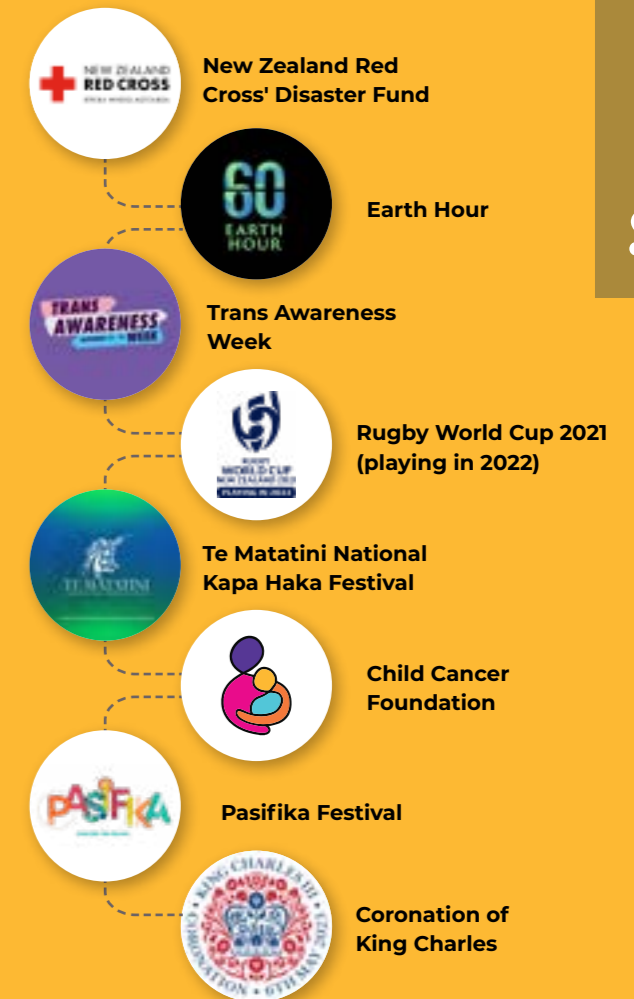 NEW ZEALAND
RED CROSS
New Zealand Red
Cross' Disaster Fund
60
EARTH
HOUR
Earth Hour
TRANS
AWARENESS
WEEK
Trans Awareness
Week
RUGBY
WORLD CUP
NEW ZEALAND 2021
PLAYING IN 2022
Rugby World Cup 2021
(playing in 2022)
TE MATATINI
Te Matatini National
Kapa Haka Festival
Child Cancer
Foundation
PASIFIKA
Pasifika Festival
KING CHARLES III
CORONATION • 6TH MAY 2023
Coronation of
King Charles